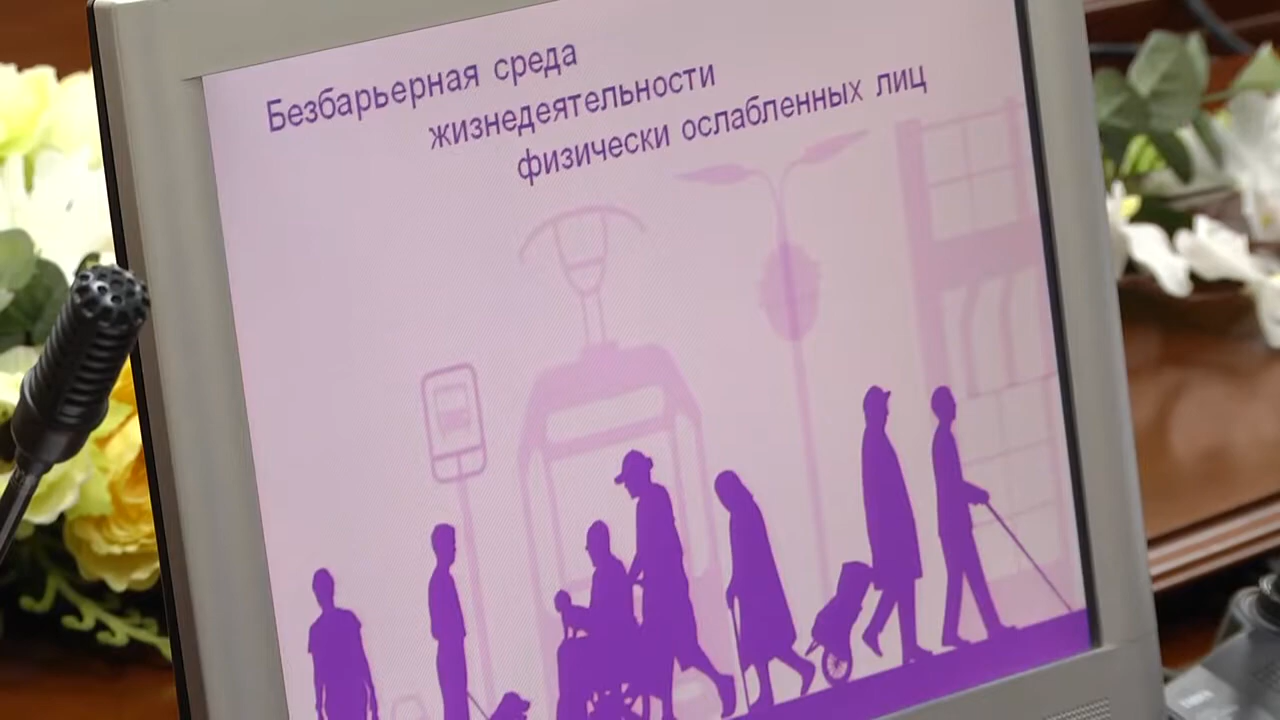 Безбарьерная среда
жизнедеятельности
физически ослабленных лиц